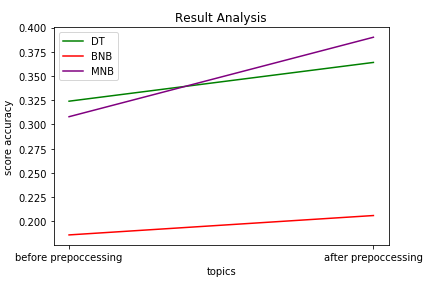 Result Analysis
DT
BNB
MNB
0.400
0.375
0.350
0.325
0.300
0.275
0.250
0.225
0.200
score accuracy
before prepoccessing after prepoccessing
topics